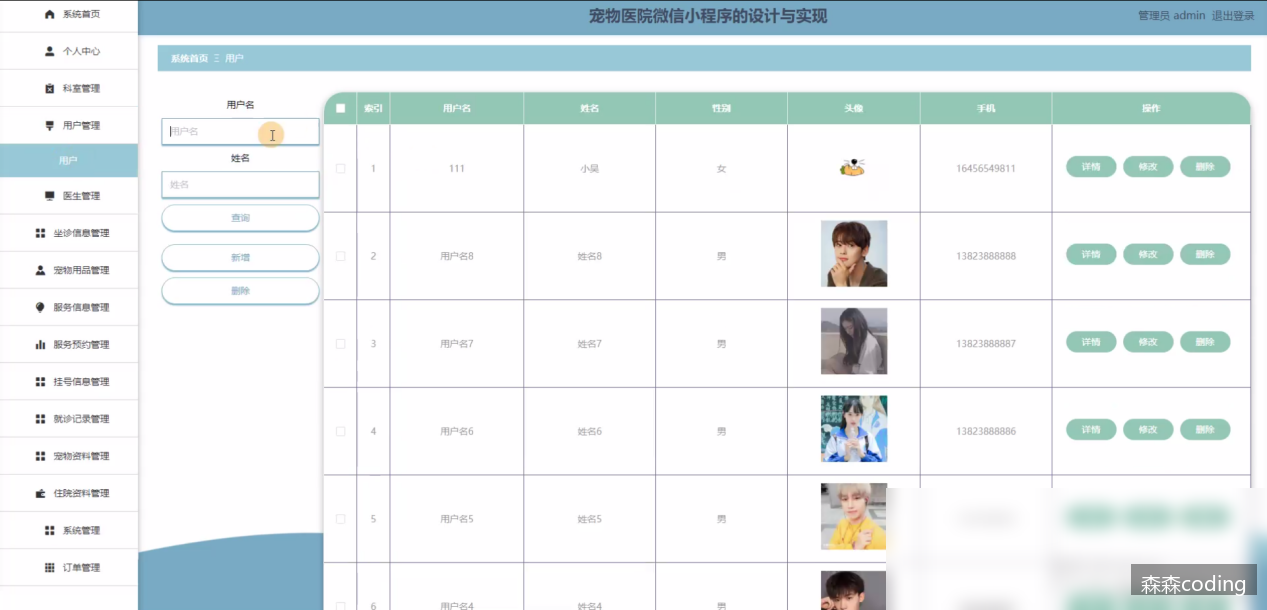 系统首页
个人中心
科室管理
用户管理
用户
医生管理
坐诊信息管理
宠物用品管理
服务信息管理
服务预约管理
挂号信息管理
就诊记录管理
宠物资料管理
住院资料管理
系统管理
订单管理
宠物医院微信小程序的设计与实现
管理员 admin 退出登录
系统首页 Ξ 用户
用户名
用户名
姓名
姓名
查询
新增
删除
索引 用户名 姓名 性别 头像 手机 操作
1 111 小吴 女 16456549811 详情 修改 删除
2 用户名8 姓名8 男 13823888888 详情 修改 删除
3 用户名7 姓名7 男 13823888887 详情 修改 删除
4 用户名6 姓名6 男 13823888886 详情 修改 删除
5 用户名5 姓名5 男
6 用户名4 姓名4 男
森森coding